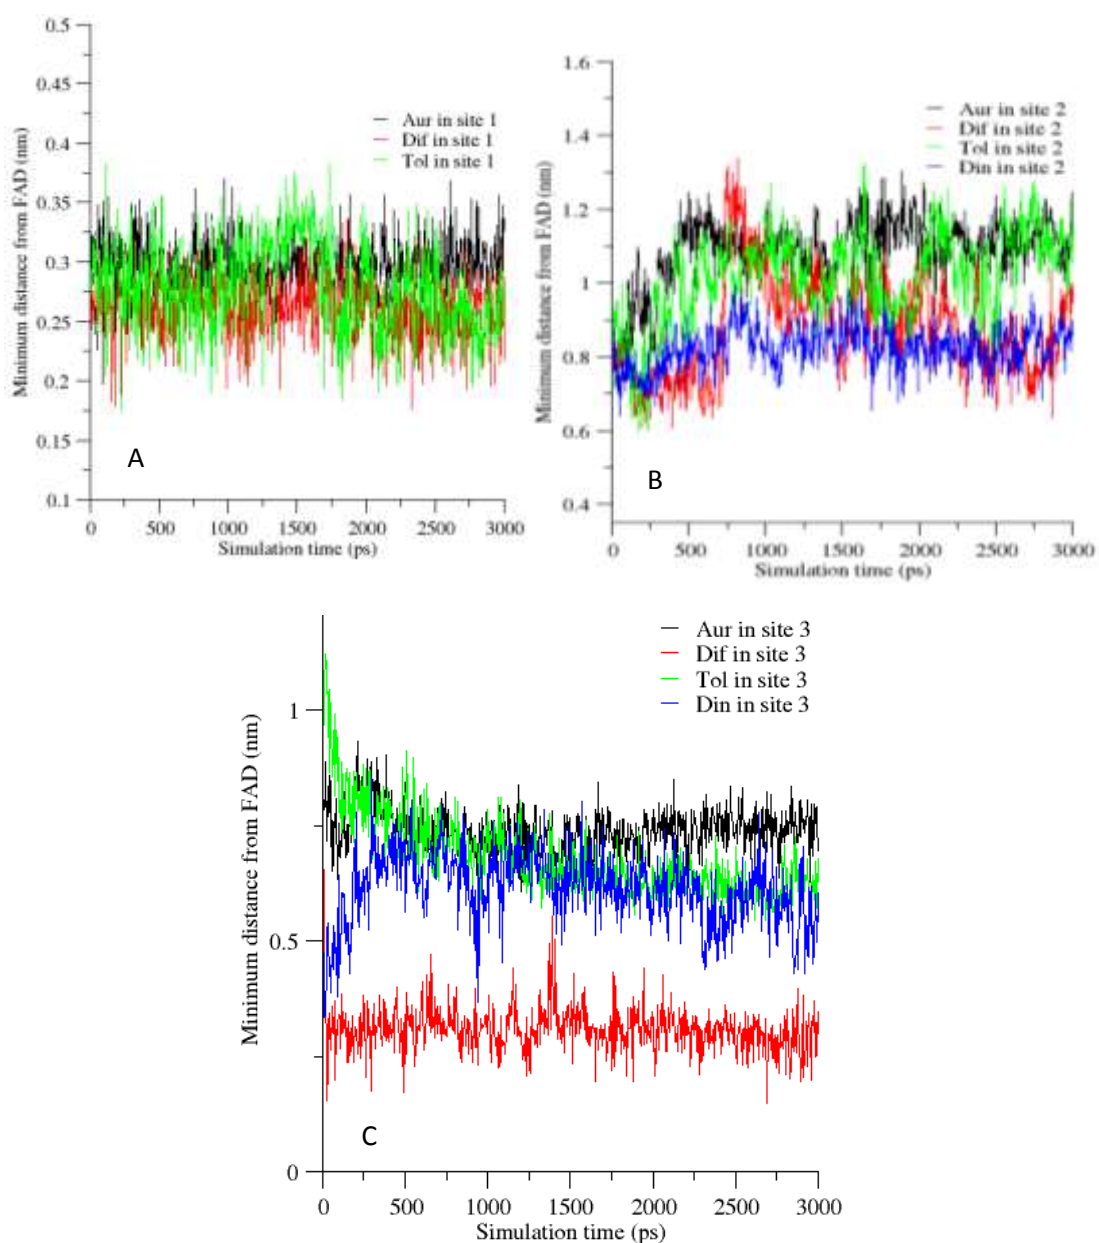 0.5
0.45
0.4
0.35
0.3
0.25
0.2
0.15
0.1
Minimum distance from FAD (nm)
Aur in site 1
Dif in site 1
Tol in site 1
A
0 500 1000 1500 2000 2500 3000
Simulation time (ps)
1.6
1.4
1.2
1
0.8
0.6
0.4
Minimum distance from FAD (nm)
Aur in site 2
Dif in site 2
Tol in site 2
Din in site 2
B
0 500 1000 1500 2000 2500 3000
Simulation time (ps)
1
0.5
0
Minimum distance from FAD (nm)
Aur in site 3
Dif in site 3
Tol in site 3
Din in site 3
C
0 500 1000 1500 2000 2500 3000
Simulation time (ps)